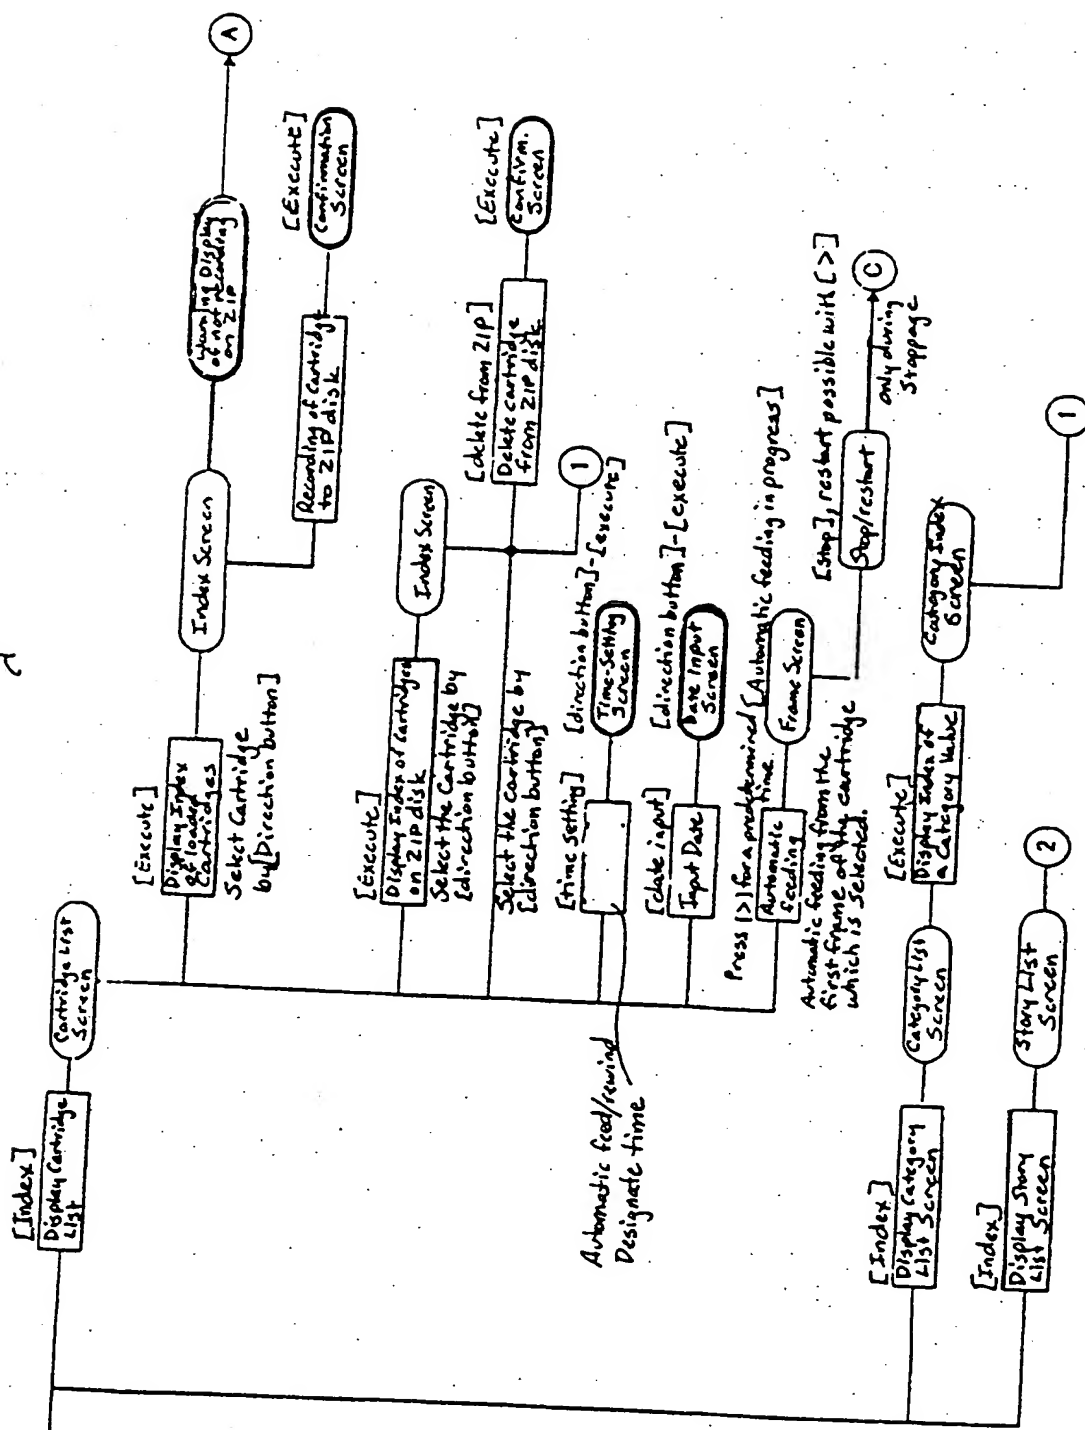 [Index]
Display Cartridge
List
Cartridge List
Screen
[Execute]
Display Index
of loaded
Cartridges
Select Cartridge
by [Direction button]
Index Screen
Display
of not recording
on ZIP
A
Recording of Cartridge
to ZIP disk
[Execute]
Confirmation
Screen
[Execute]
Display Index of Cartridges
on ZIP disk
Select the Cartridge by
[direction button]
Index Screen
Select the Cartridge by
[direction button]
[delete from ZIP]
Delete cartridge
from ZIP disk
[Execute]
Confirm.
Screen
1
[time setting]
[direction button]-[execute]
Time-Setting
Screen
Automatic feed/rewind
Designate time
[date input]
Input Date
[direction button]-[execute]
Date Input
Screen
Press [>] for a predetermined
time.
Automatic
feeding
[Automatic feeding in progress]
Frame Screen
Automatic feeding from the
first frame of the cartridge
which is selected.
[stop], restart possible with [>]
Stop/restart
C
only during
Stoppage
[Index]
Display Category
List Screen
Category List
Screen
[Execute]
Display Index of
a Category Value
Category Index
Screen
1
[Index]
Display Story
List Screen
Story List
Screen
2